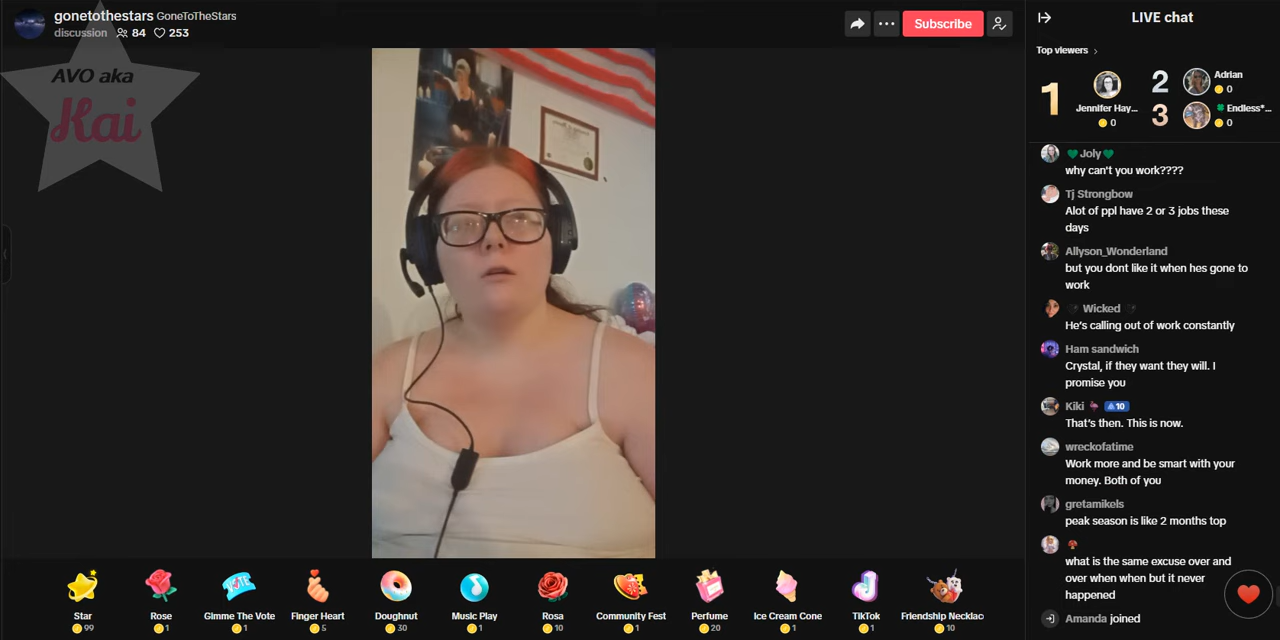 gonetothestars GoneToTheStars
discussion 84 253
Subscribe
AVO aka
Kai
LIVE chat
Top viewers
1
Jennifer Hay...
0
2
Adrian
0
3
Endless*...
0
Joly
why can't you work????
Tj Strongbow
Alot of ppl have 2 or 3 jobs these
days
Allyson_Wonderland
but you dont like it when hes gone to
work
Wicked
He's calling out of work constantly
Ham sandwich
Crystal, if they want they will. I
promise you
Kiki 10
That's then. This is now.
wreckofatime
Work more and be smart with your
money. Both of you
gretamikels
peak season is like 2 months top
what is the same excuse over and
over when when but it never
happened
Amanda joined
Star
99
Rose
1
VOTE
Gimme The Vote
1
Finger Heart
5
Doughnut
30
Music Play
1
Rosa
10
Community Fest
1
Perfume
20
Ice Cream Cone
1
TikTok
1
Friendship Necklac
10